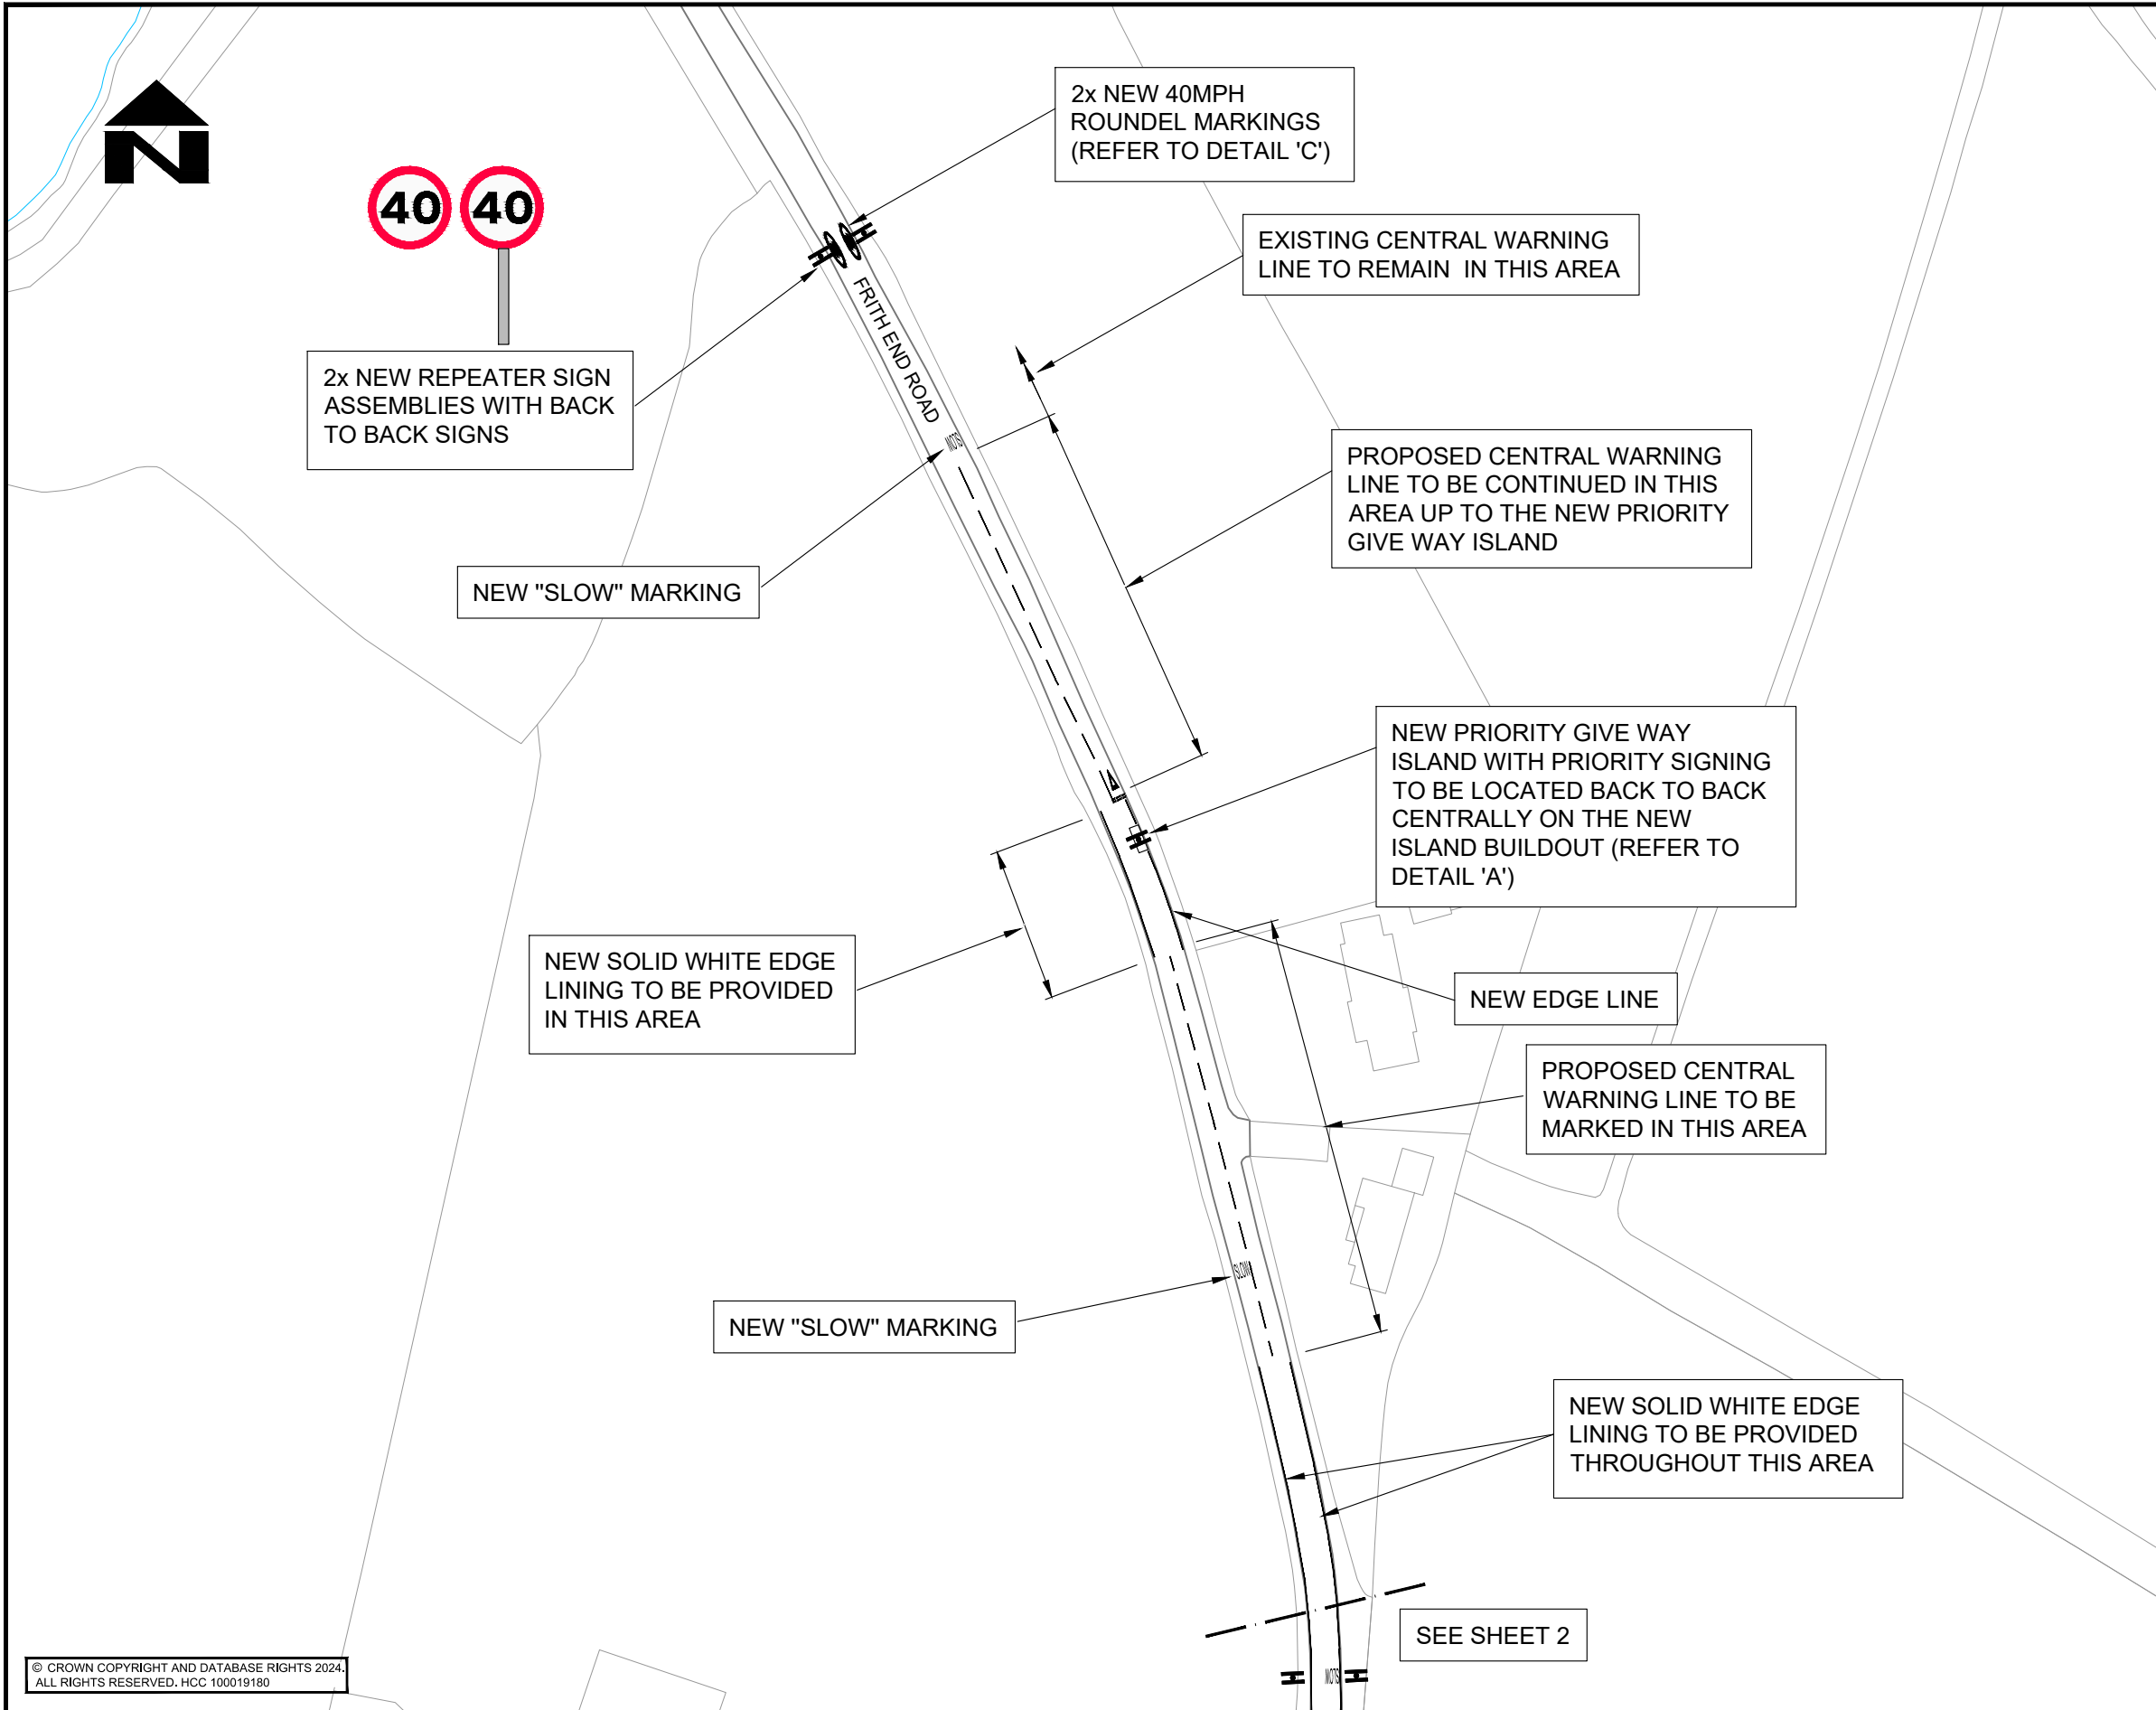 2x NEW 40MPH
ROUNDEL MARKINGS
(REFER TO DETAIL 'C')
N
40 40
EXISTING CENTRAL WARNING
LINE TO REMAIN IN THIS AREA
FRITH END ROAD
2x NEW REPEATER SIGN
ASSEMBLIES WITH BACK
TO BACK SIGNS
SLOW
PROPOSED CENTRAL WARNING
LINE TO BE CONTINUED IN THIS
AREA UP TO THE NEW PRIORITY
GIVE WAY ISLAND
NEW "SLOW" MARKING
NEW PRIORITY GIVE WAY
ISLAND WITH PRIORITY SIGNING
TO BE LOCATED BACK TO BACK
CENTRALLY ON THE NEW
ISLAND BUILDOUT (REFER TO
DETAIL 'A')
NEW SOLID WHITE EDGE
LINING TO BE PROVIDED
IN THIS AREA
NEW EDGE LINE
PROPOSED CENTRAL
WARNING LINE TO BE
MARKED IN THIS AREA
SLOW
NEW "SLOW" MARKING
NEW SOLID WHITE EDGE
LINING TO BE PROVIDED
THROUGHOUT THIS AREA
SEE SHEET 2
SLOW
© CROWN COPYRIGHT AND DATABASE RIGHTS 2024.
ALL RIGHTS RESERVED. HCC 100019180